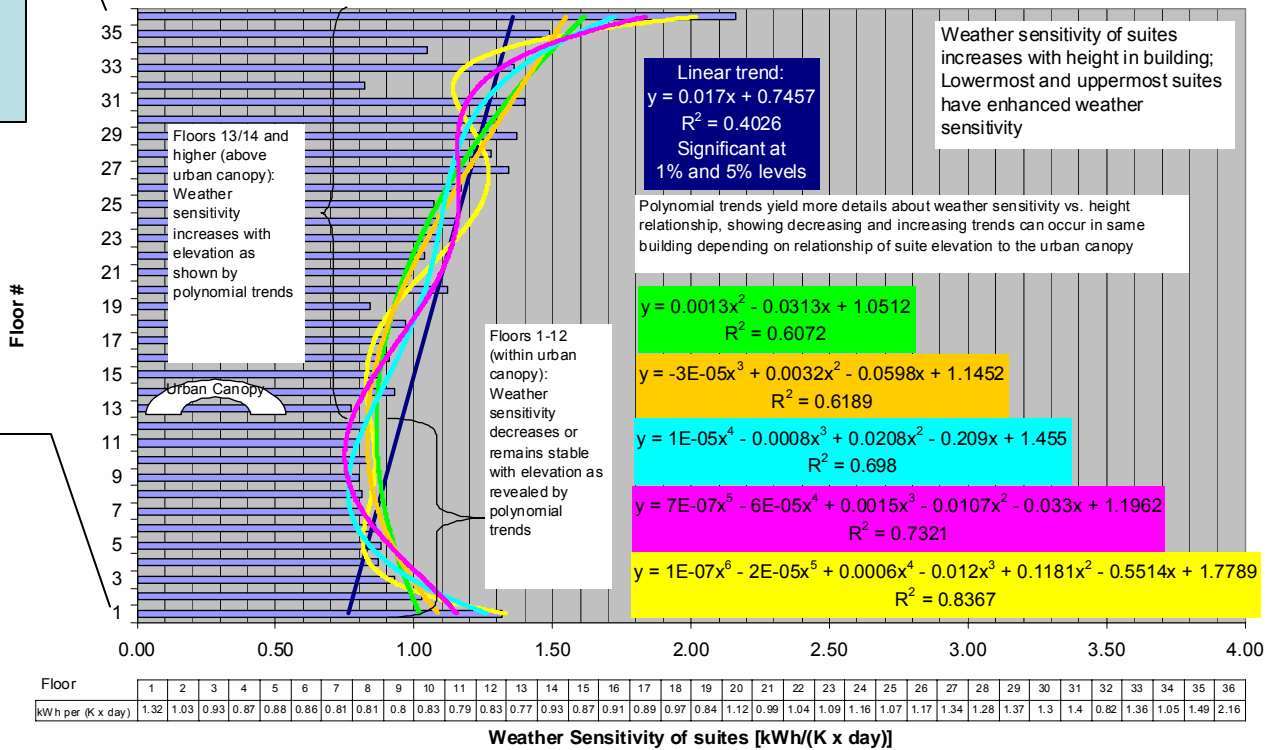 Floor #
35
33
31
29
27
25
23
21
19
17
15
13
11
9
7
5
3
1
Floors 13/14 and
higher (above
urban canopy):
Weather
sensitivity
increases with
elevation as
shown by
polynomial trends
Urban Canopy
Floors 1-12
(within urban
canopy):
Weather
sensitivity
decreases or
remains stable
with elevation as
revealed by
polynomial
trends
Linear trend:
y = 0.017x + 0.7457
R² = 0.4026
Significant at
1% and 5% levels
Weather sensitivity of suites
increases with height in building;
Lowermost and uppermost suites
have enhanced weather
sensitivity
Polynomial trends yield more details about weather sensitivity vs. height
relationship, showing decreasing and increasing trends can occur in same
building depending on relationship of suite elevation to the urban canopy
y = 0.0013x² - 0.0313x + 1.0512
R² = 0.6072
y = -3E-05x³ + 0.0032x² - 0.0598x + 1.1452
R² = 0.6189
y = 1E-05x⁴ - 0.0008x³ + 0.0208x² - 0.209x + 1.455
R² = 0.698
y = 7E-07x⁵ - 6E-05x⁴ + 0.0015x³ - 0.0107x² - 0.033x + 1.1962
R² = 0.7321
y = 1E-07x⁶ - 2E-05x⁵ + 0.0006x⁴ - 0.012x³ + 0.1181x² - 0.5514x + 1.7789
R² = 0.8367
0.00 0.50 1.00 1.50 2.00 2.50 3.00 3.50 4.00
Floor 1 2 3 4 5 6 7 8 9 10 11 12 13 14 15 16 17 18 19 20 21 22 23 24 25 26 27 28 29 30 31 32 33 34 35 36
kWh per (K x day) 1.32 1.03 0.93 0.87 0.88 0.86 0.81 0.81 0.8 0.83 0.79 0.83 0.77 0.93 0.87 0.91 0.89 0.97 0.84 1.12 0.99 1.04 1.09 1.16 1.07 1.17 1.34 1.28 1.37 1.3 1.4 0.82 1.36 1.05 1.49 2.16
Weather Sensitivity of suites [kWh/(K x day)]